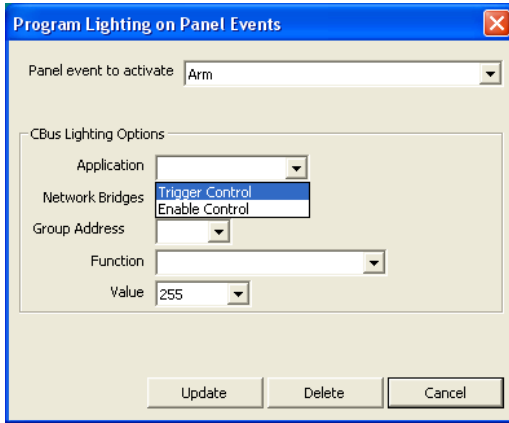 Program Lighting on Panel Events
Panel event to activate Arm
CBus Lighting Options
Application
Trigger Control
Enable Control
Network Bridges
Group Address
Function
Value 255
Update Delete Cancel